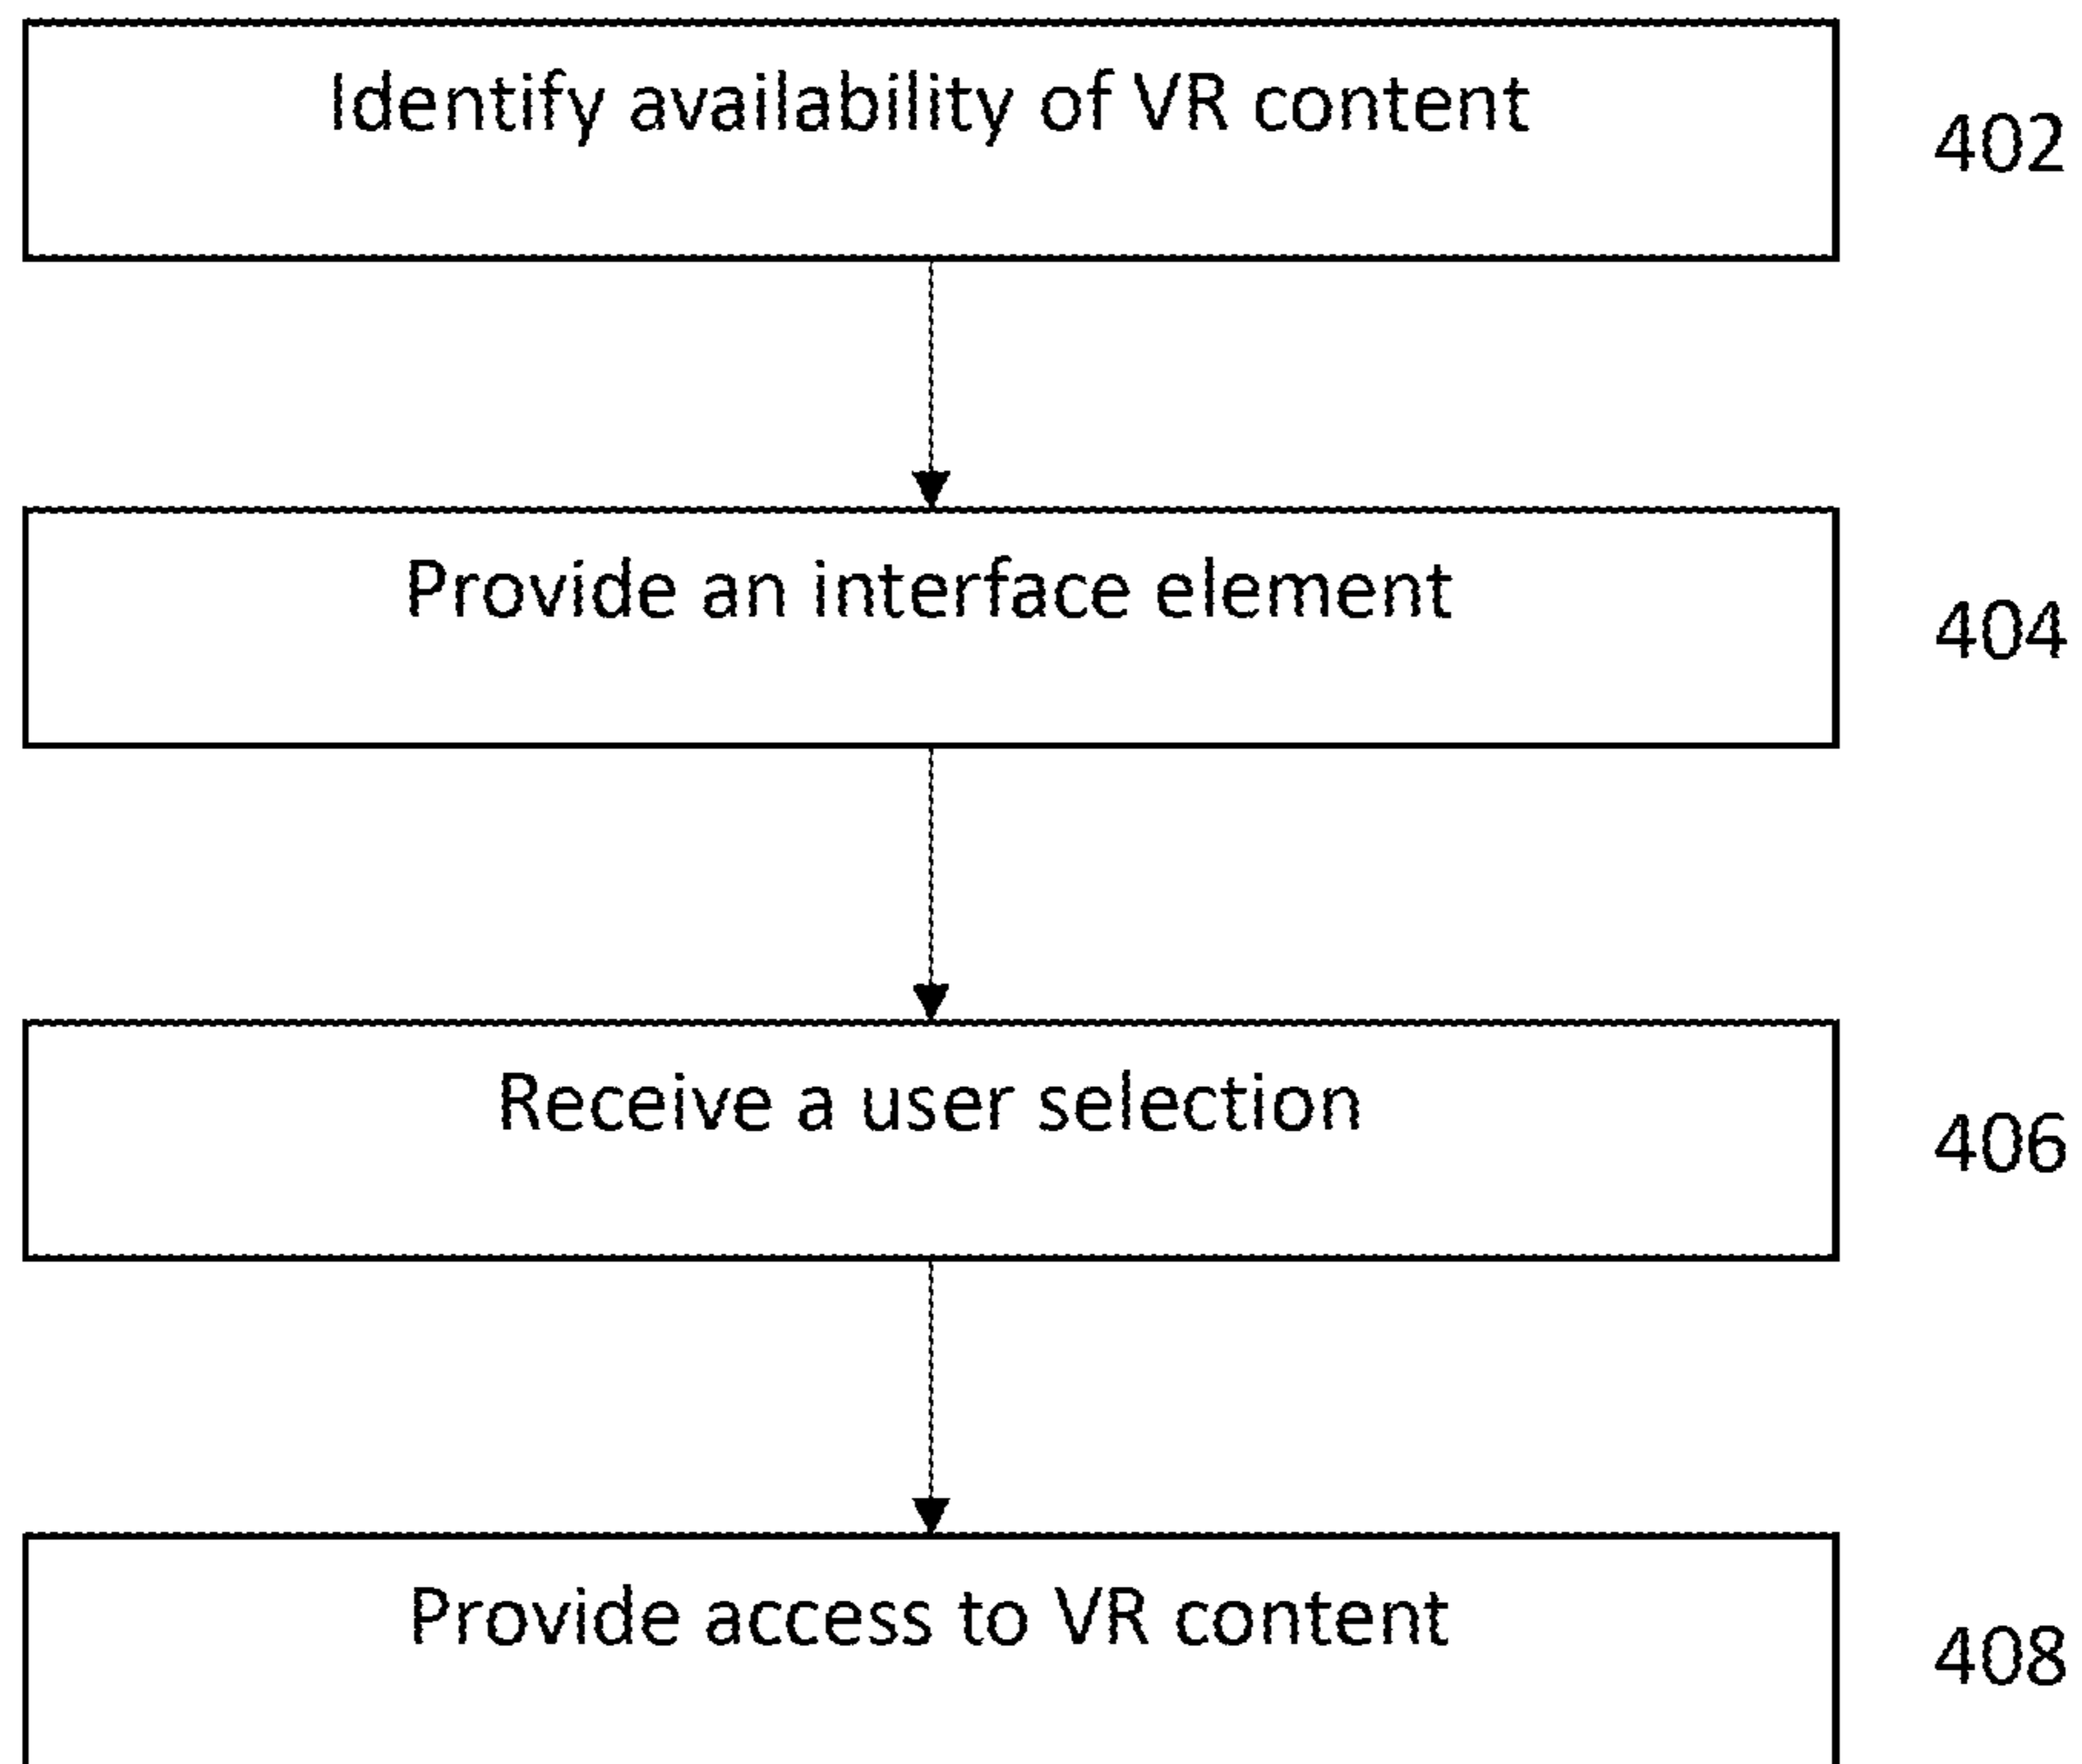 Identify availability of VR content
402
Provide an interface element
404
Receive a user selection
406
Provide access to VR content
408